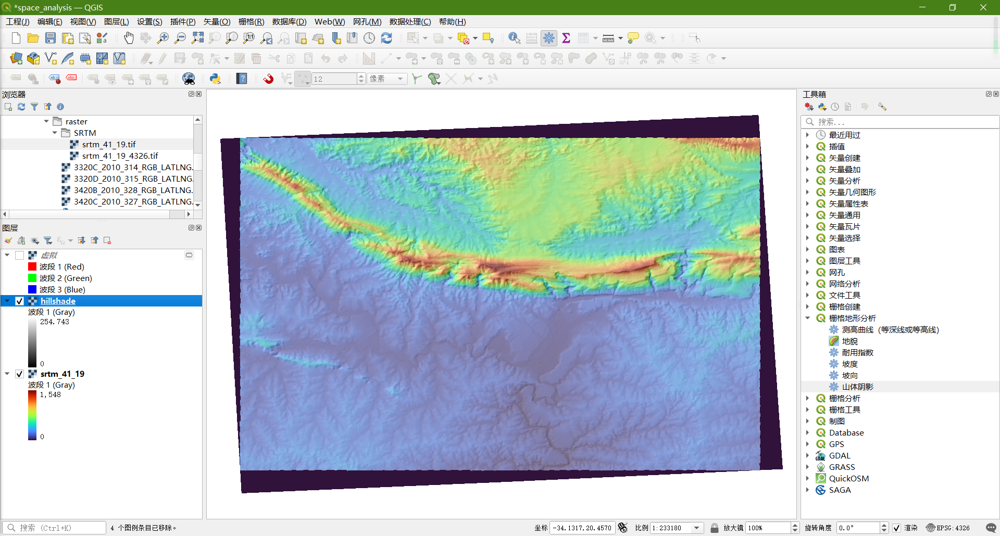 *space_analysis — QGIS
工程(J) 编辑(E) 视图(V) 图层(L) 设置(S) 插件(P) 矢量(O) 栅格(R) 数据库(D) Web(W) 网孔(M) 数据处理(C) 帮助(H)
12 像素
浏览器
raster
SRTM
srtm_41_19.tif
srtm_41_19_4326.tif
3320C_2010_314_RGB_LATLNG.
3320D_2010_315_RGB_LATLNG.
3420B_2010_328_RGB_LATLNG.
3420C_2010_327_RGB_LATLNG.
图层
虚拟
波段 1 (Red)
波段 2 (Green)
波段 3 (Blue)
hillshade
波段 1 (Gray)
254.743
0
srtm_41_19
波段 1 (Gray)
1,548
0
工具箱
搜索...
最近用过
插值
矢量创建
矢量叠加
矢量分析
矢量几何图形
矢量属性表
矢量通用
矢量瓦片
矢量选择
图表
图层工具
网孔
网络分析
文件工具
栅格创建
栅格地形分析
测高曲线（等深线或等高线）
地貌
耐用指数
坡度
坡向
山体阴影
栅格分析
栅格工具
制图
Database
GPS
GDAL
GRASS
QuickOSM
SAGA
搜索 (Ctrl+K) 4 个图例条目已移除。 坐标 -34.1317,20.4570 比例 1:233180 放大镜 100% 旋转角度 0.0° 渲染 EPSG:4326